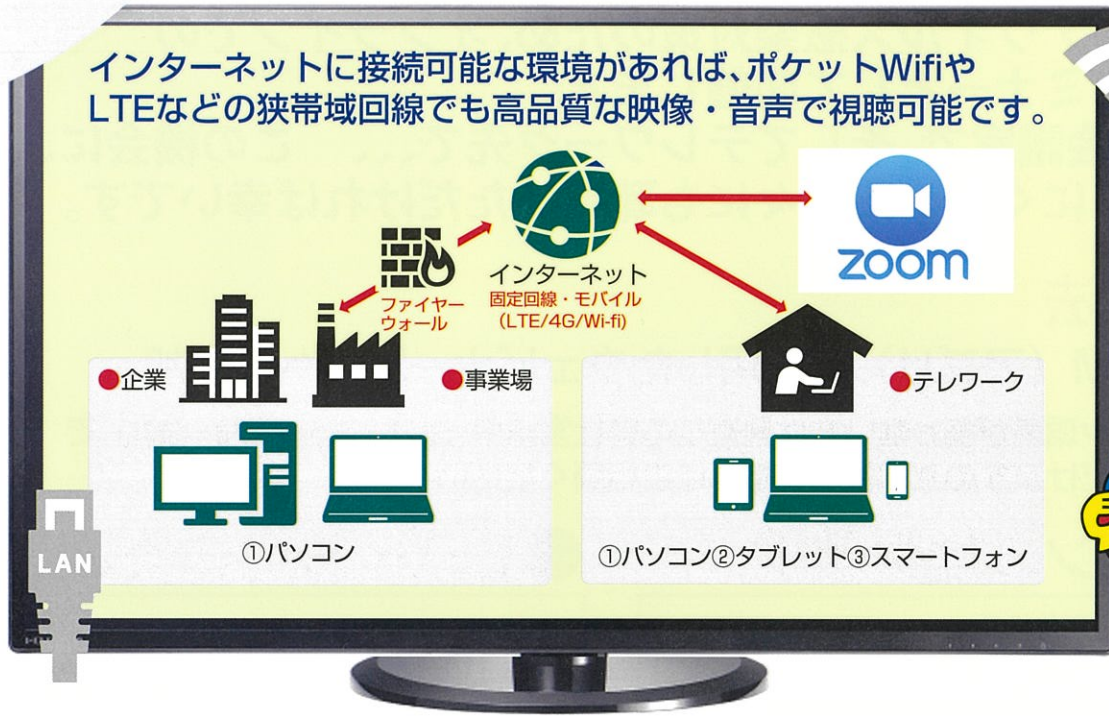 インターネットに接続可能な環境があれば、ポケットWifiや
LTEなどの狭帯域回線でも高品質な映像・音声で視聴可能です。
zoom
インターネット
固定回線・モバイル
(LTE/4G/Wi-fi)
ファイヤー
ウォール
●企業
●事業場
●テレワーク
①パソコン
①パソコン②タブレット③スマートフォン
LAN